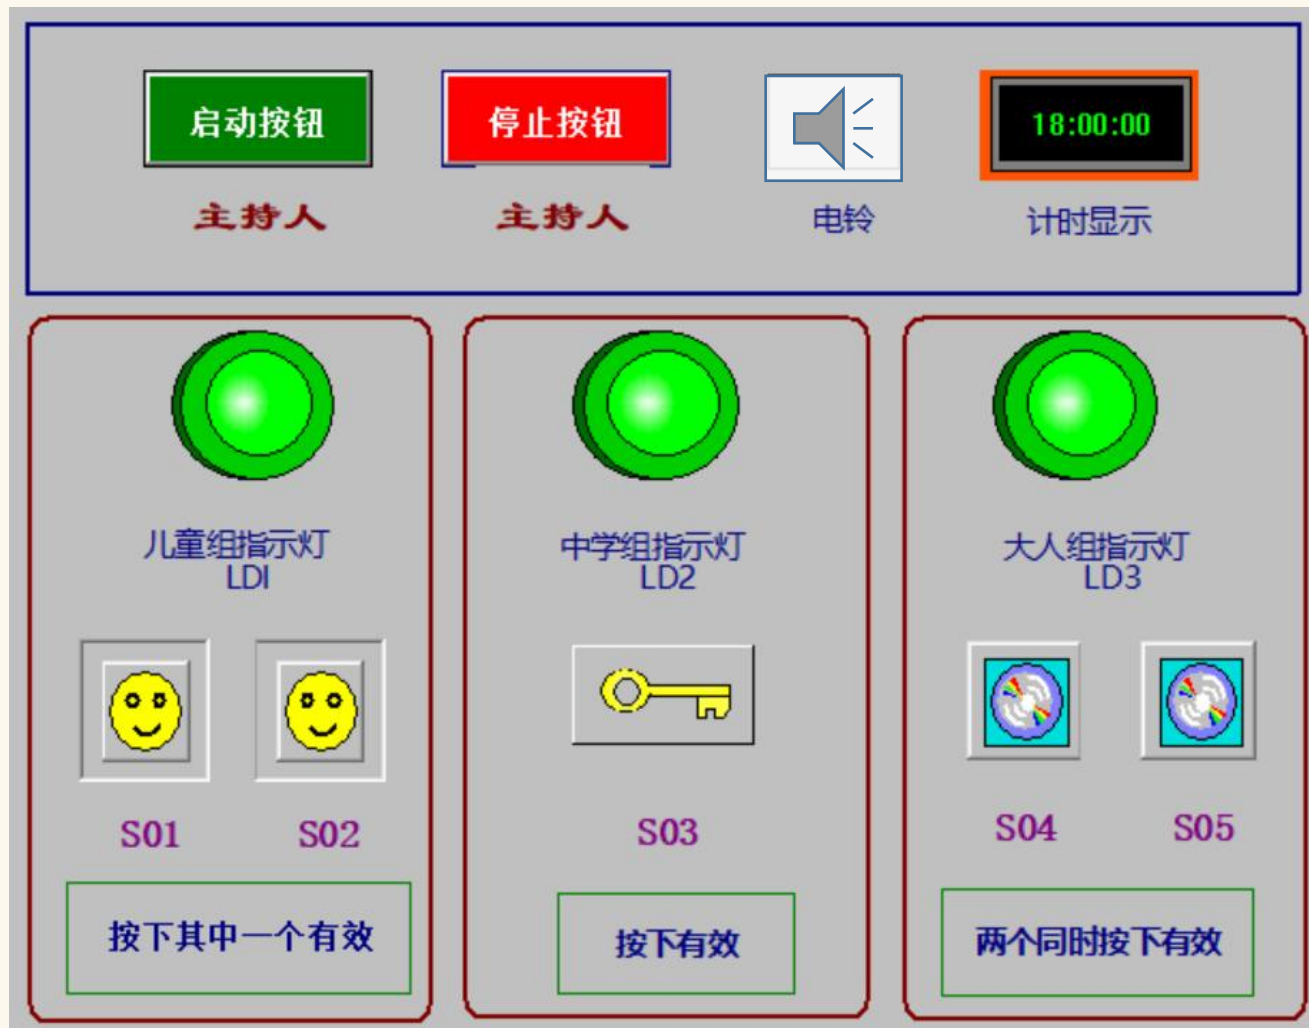 启动按钮
停止按钮
18:00:00
主持人
主持人
电铃
计时显示
儿童组指示灯
LDl
中学组指示灯
LD2
大人组指示灯
LD3
S01
S02
S03
S04
S05
按下其中一个有效
按下有效
两个同时按下有效